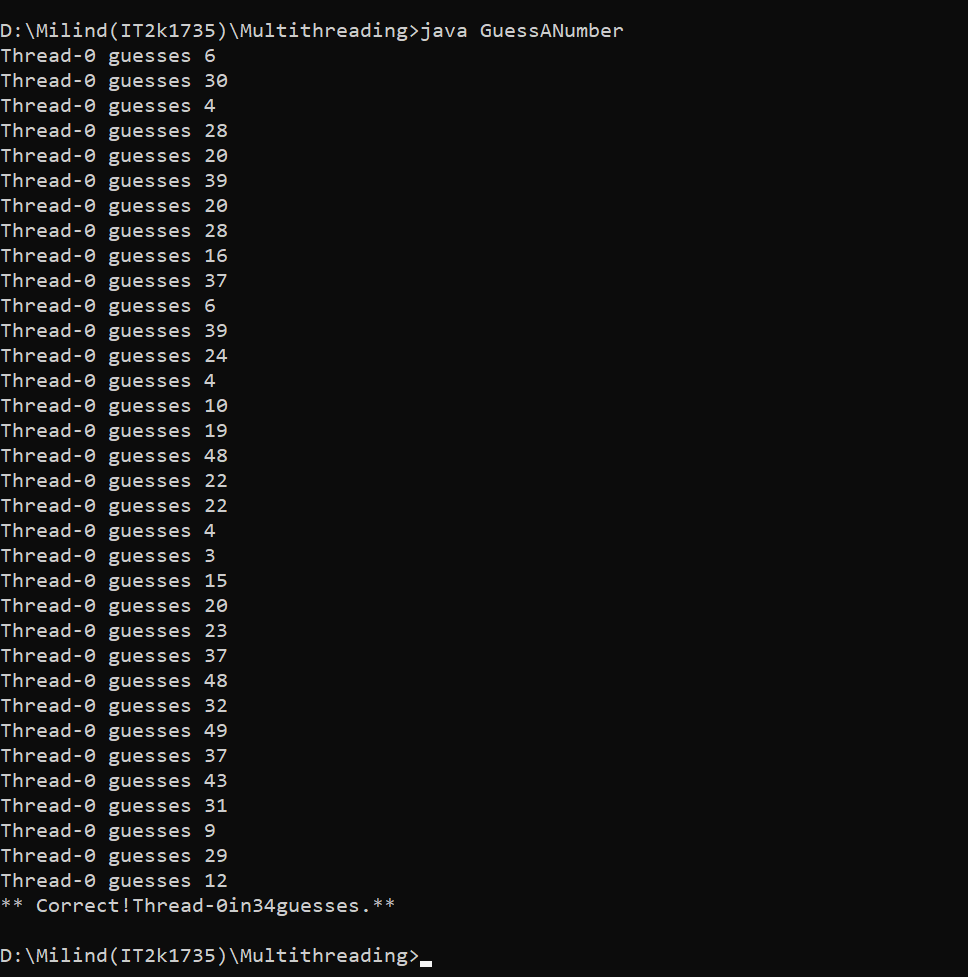 D:\Milind(IT2k1735)\Multithreading>java GuessANumber
Thread-0 guesses 6
Thread-0 guesses 30
Thread-0 guesses 4
Thread-0 guesses 28
Thread-0 guesses 20
Thread-0 guesses 39
Thread-0 guesses 20
Thread-0 guesses 28
Thread-0 guesses 16
Thread-0 guesses 37
Thread-0 guesses 6
Thread-0 guesses 39
Thread-0 guesses 24
Thread-0 guesses 4
Thread-0 guesses 10
Thread-0 guesses 19
Thread-0 guesses 48
Thread-0 guesses 22
Thread-0 guesses 22
Thread-0 guesses 4
Thread-0 guesses 3
Thread-0 guesses 15
Thread-0 guesses 20
Thread-0 guesses 23
Thread-0 guesses 37
Thread-0 guesses 48
Thread-0 guesses 32
Thread-0 guesses 49
Thread-0 guesses 37
Thread-0 guesses 43
Thread-0 guesses 31
Thread-0 guesses 9
Thread-0 guesses 29
Thread-0 guesses 12
** Correct!Thread-0in34guesses.**
D:\Milind(IT2k1735)\Multithreading>